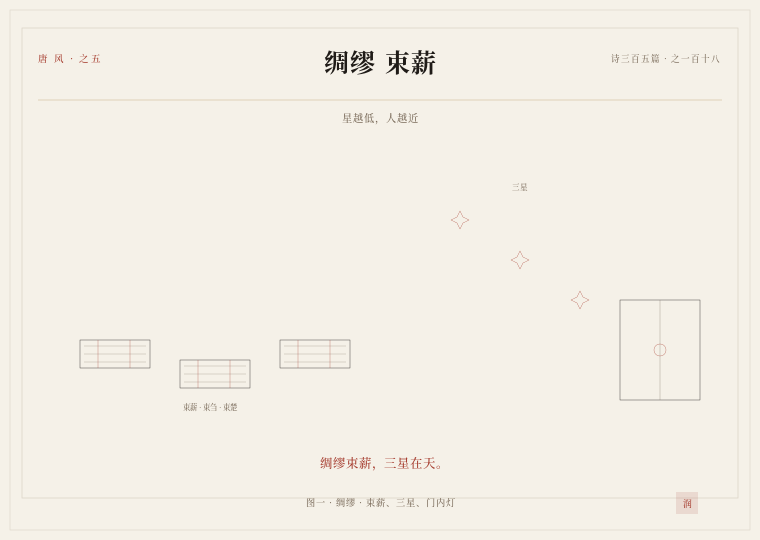 唐 风 · 之五
绸缪 束薪
诗三百五篇 · 之一百十八
星越低，人越近
三星
束薪 · 束刍 · 束楚
绸缪束薪，三星在天。
图一 · 绸缪 · 束薪、三星、门内灯